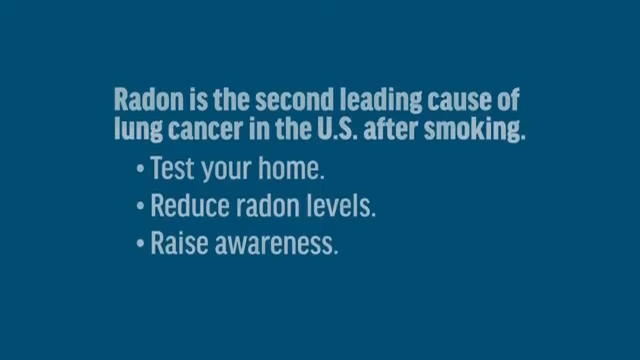 Radon is the second leading cause of
lung cancer in the U.S. after smoking.
• Test your home.
• Reduce radon levels.
• Raise awareness.